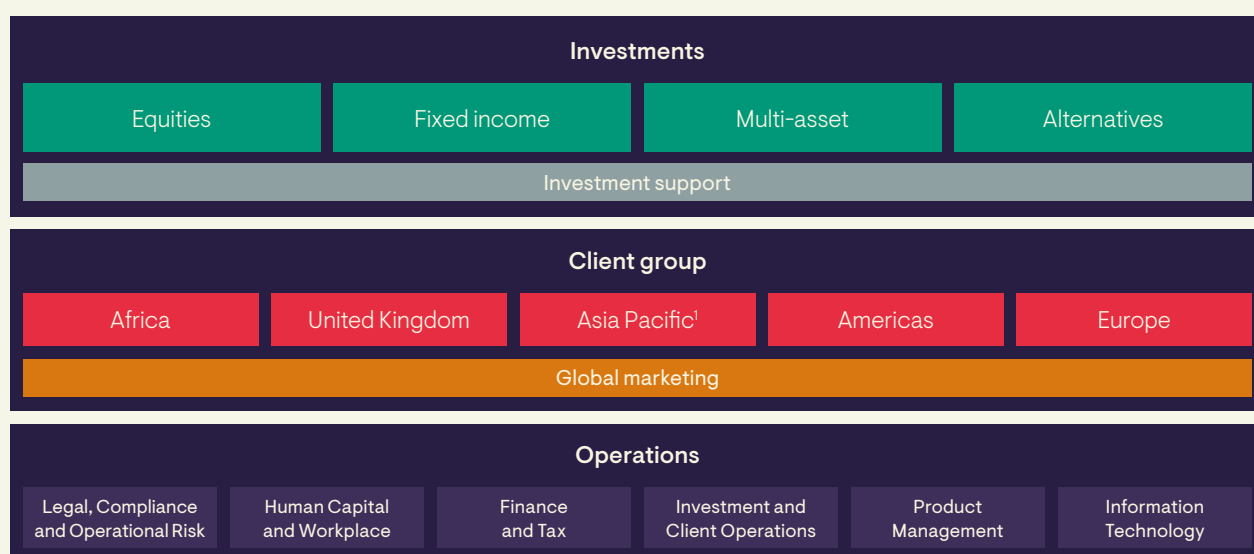 Investments
Equities
Fixed income
Multi-asset
Alternatives
Investment support
Client group
Africa
United Kingdom
Asia Pacific¹
Americas
Europe
Global marketing
Operations
Legal, Compliance
and Operational Risk
Human Capital
and Workplace
Finance
and Tax
Investment and
Client Operations
Product
Management
Information
Technology